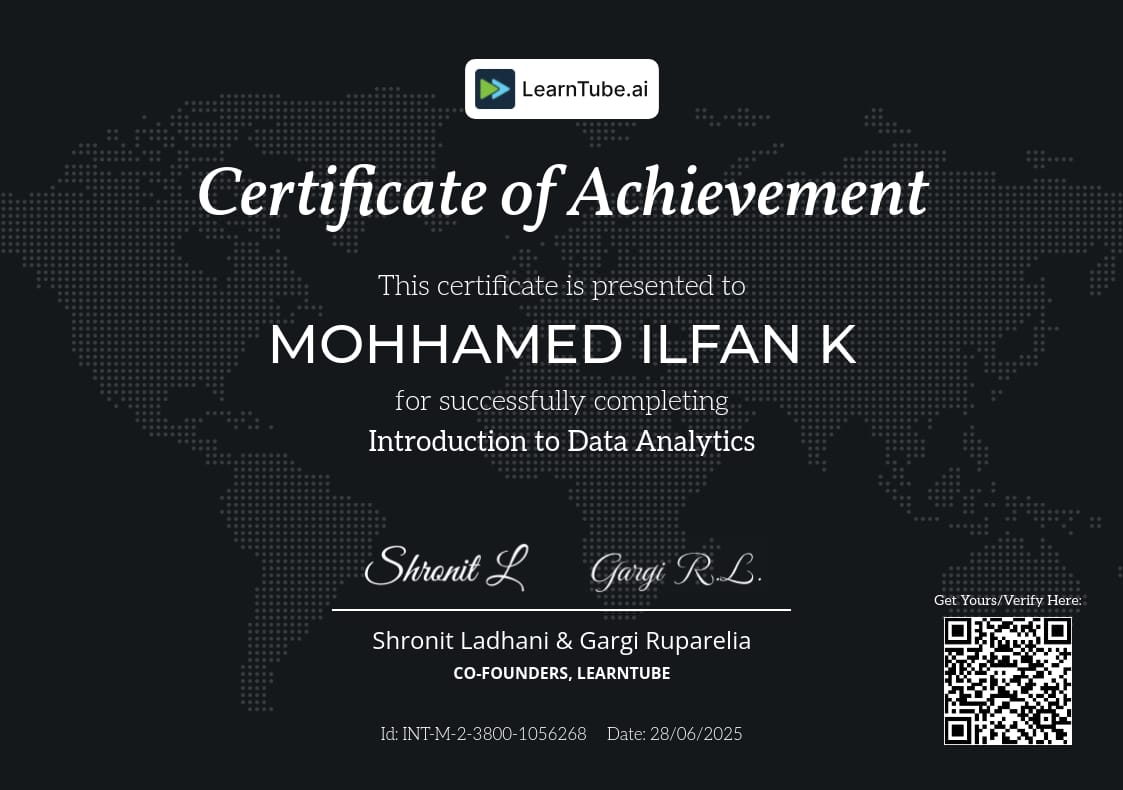 LearnTube.ai
Certificate of Achievement
This certificate is presented to
MOHHAMED ILFAN K
for successfully completing
Introduction to Data Analytics
Shronit L Gargi R.L.
Shronit Ladhani & Gargi Ruparelia
CO-FOUNDERS, LEARNTUBE
Get Yours/Verify Here:
Id: INT-M-2-3800-1056268 Date: 28/06/2025